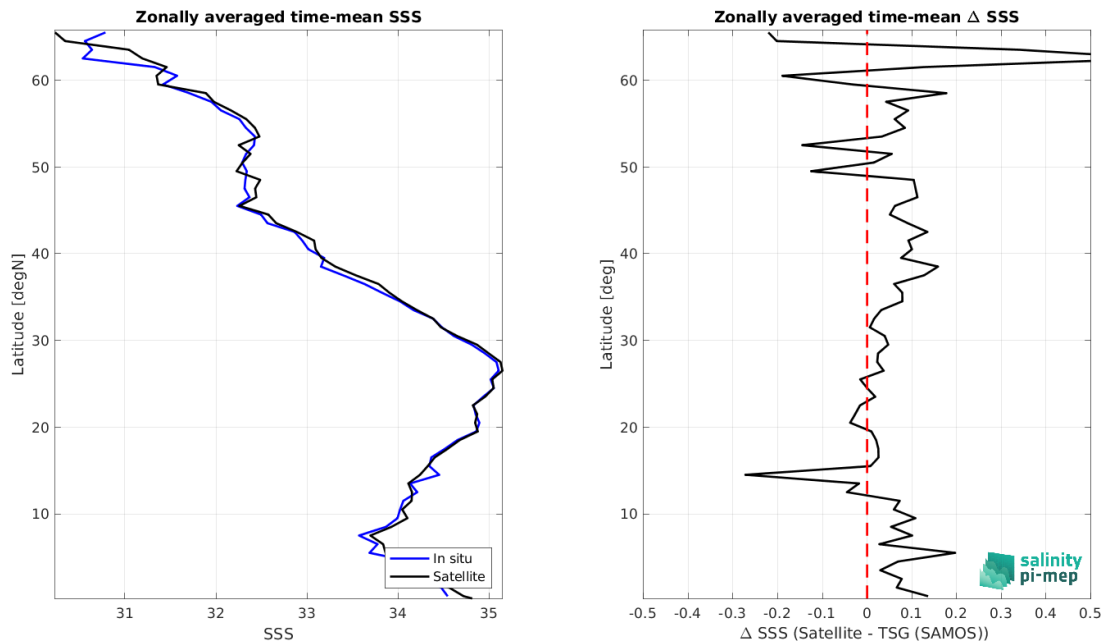 Zonally averaged time-mean SSS
Latitude [degN]
60
50
40
30
20
10
31
32
33
34
35
SSS
In situ
Satellite
Zonally averaged time-mean Δ SSS
Latitude [deg]
60
50
40
30
20
10
-0.5
-0.4
-0.3
-0.2
-0.1
0
0.1
0.2
0.3
0.4
0.5
Δ SSS (Satellite - TSG (SAMOS))
salinity
pi-mep